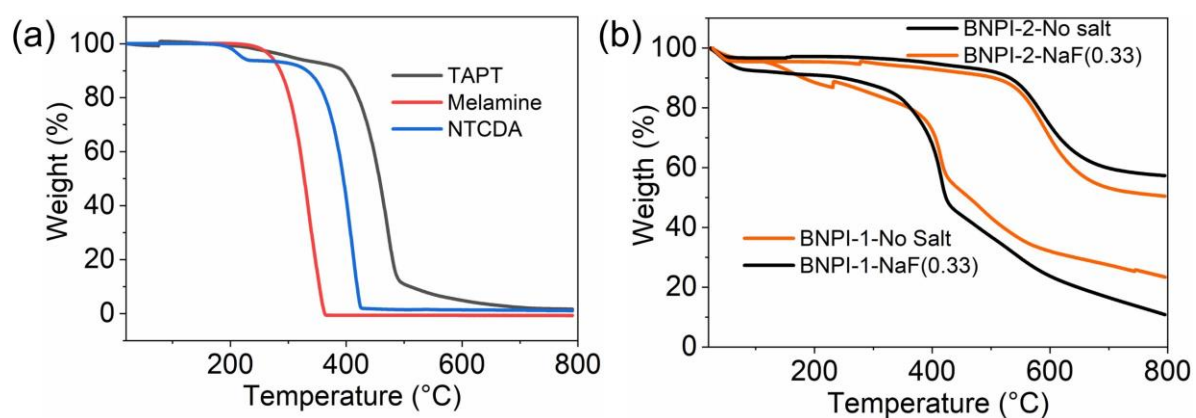 (a)
100
80
60
40
20
0
Weight (%)
TAPT
Melamine
NTCDA
200
400
600
800
Temperature (°C)
(b)
100
80
60
40
20
0
Weigth (%)
BNPI-2-No salt
BNPI-2-NaF(0.33)
BNPI-1-No Salt
BNPI-1-NaF(0.33)
200
400
600
800
Temperature (°C)